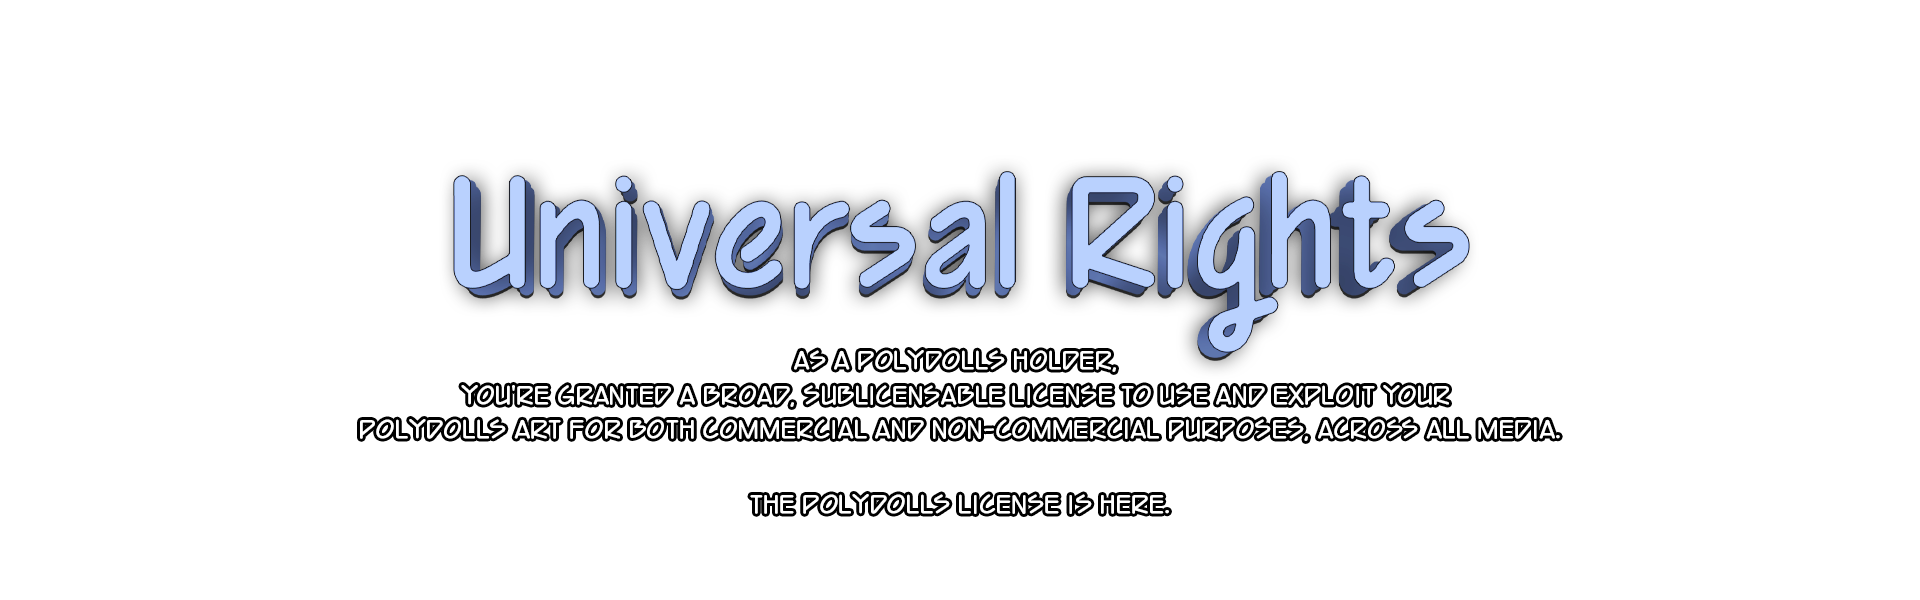 Universal Rights
AS A POLYDOLLS HOLDER,
YOU'RE GRANTED A BROAD, SUBLICENSABLE LICENSE TO USE AND EXPLOIT YOUR
POLYDOLLS ART FOR BOTH COMMERCIAL AND NON-COMMERCIAL PURPOSES, ACROSS ALL MEDIA.
THE POLYDOLLS LICENSE IS HERE.